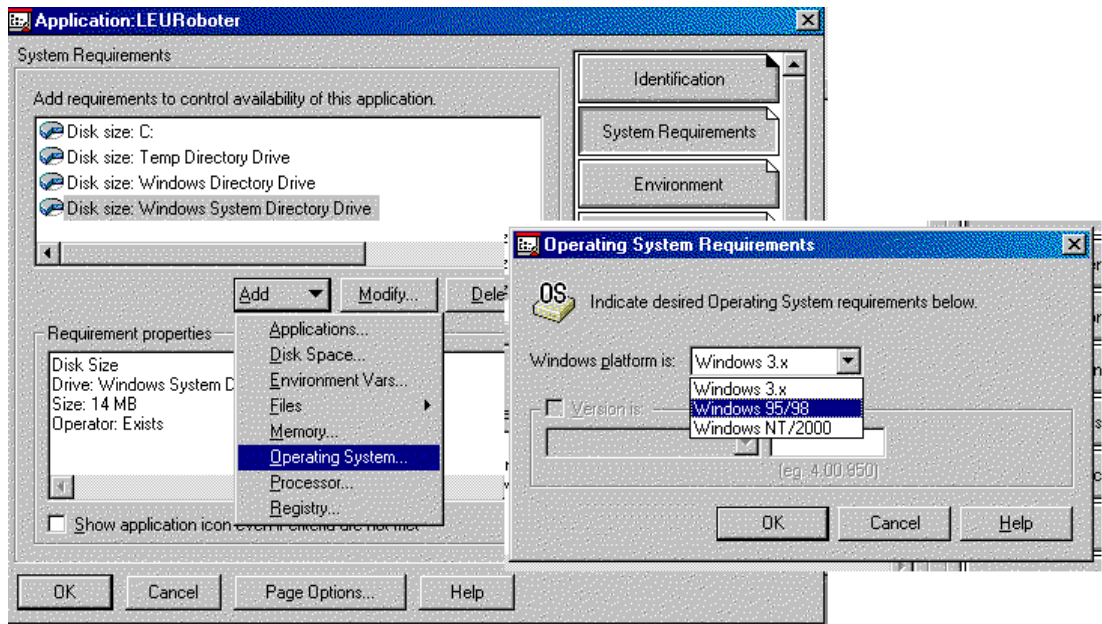 Application:LEURoboter
System Requirements
Add requirements to control availability of this application.
Disk size: C:
Disk size: Temp Directory Drive
Disk size: Windows Directory Drive
Disk size: Windows System Directory Drive
Add
Modify...
Requirement properties
Disk Size
Drive: Windows System D
Size: 14 MB
Operator: Exists
Applications...
Disk Space...
Environment Vars...
Files
Memory...
Operating System...
Processor...
Registry...
Show application icon
OK
Cancel
Page Options...
Help
Identification
System Requirements
Environment
Operating System Requirements
OS
Indicate desired Operating System requirements below.
Windows platform is:
Windows 3.x
Windows 3.x
Windows 95/98
Windows NT/2000
Version is:
(eg. 4.00.950)
OK
Cancel
Help